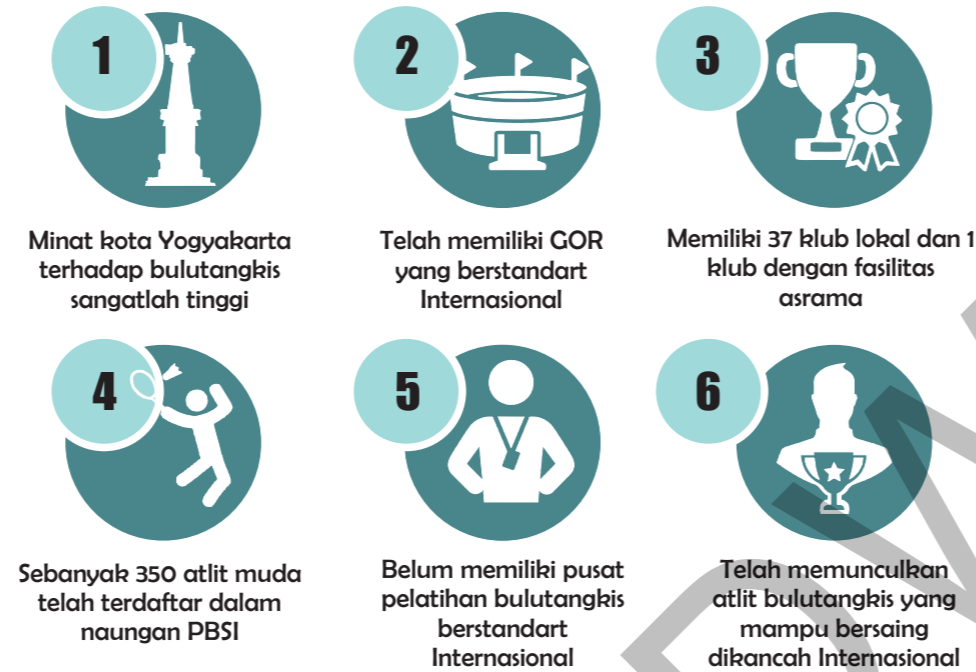 1
Minat kota Yogyakarta
terhadap bulutangkis
sangatlah tinggi
2
Telah memiliki GOR
yang berstandart
Internasional
3
Memiliki 37 klub lokal dan 1
klub dengan fasilitas
asrama
4
Sebanyak 350 atlit muda
telah terdaftar dalam
naungan PBSI
5
Belum memiliki pusat
pelatihan bulutangkis
berstandart
Internasional
6
Telah memunculkan
atlit bulutangkis yang
mampu bersaing
dikancah Internasional